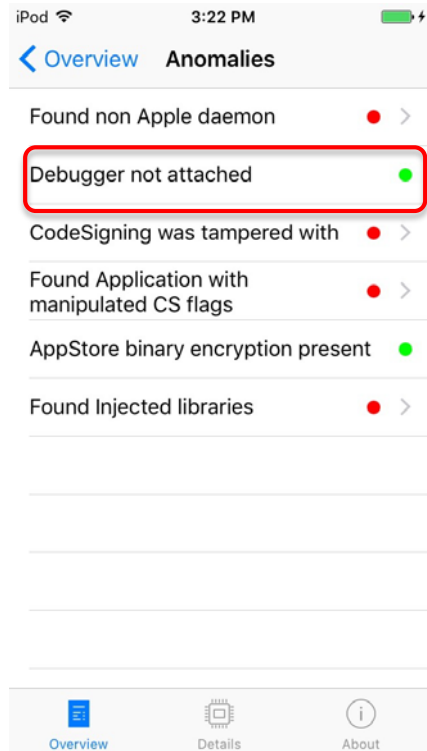 iPod 3:22 PM
Overview Anomalies
Found non Apple daemon
Debugger not attached
CodeSigning was tampered with
Found Application with
manipulated CS flags
AppStore binary encryption present
Found Injected libraries
Overview Details About